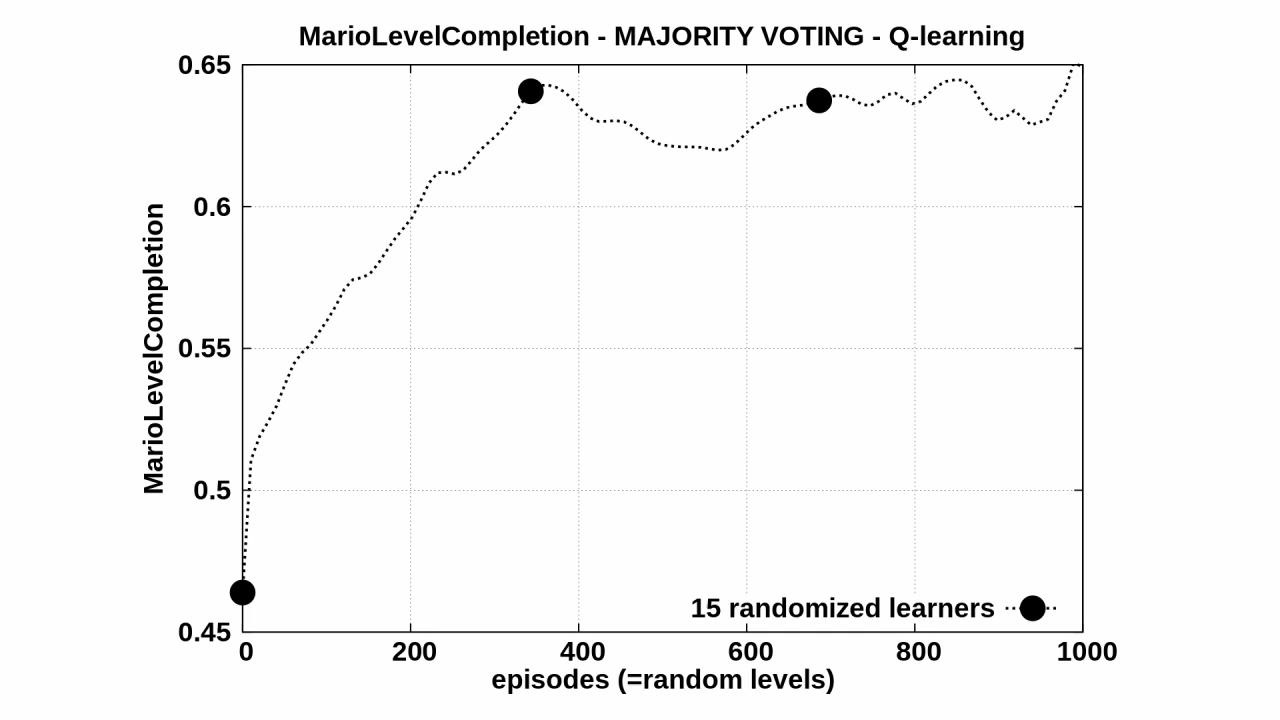 MarioLevelCompletion - MAJORITY VOTING - Q-learning
0.65
0.6
0.55
0.5
0.45
MarioLevelCompletion
15 randomized learners
0 200 400 600 800 1000
episodes (=random levels)